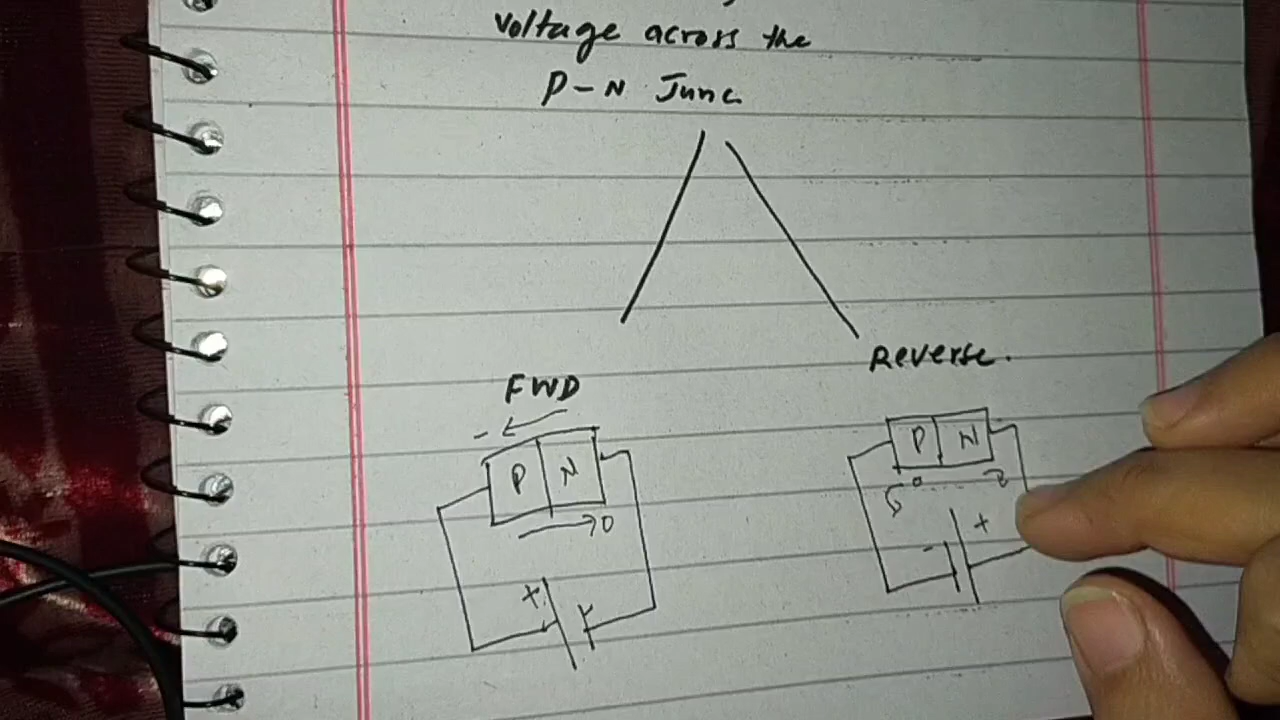 Voltage across the
P-N Junc
Reverse.
FWD
P N
P N
+
+
-